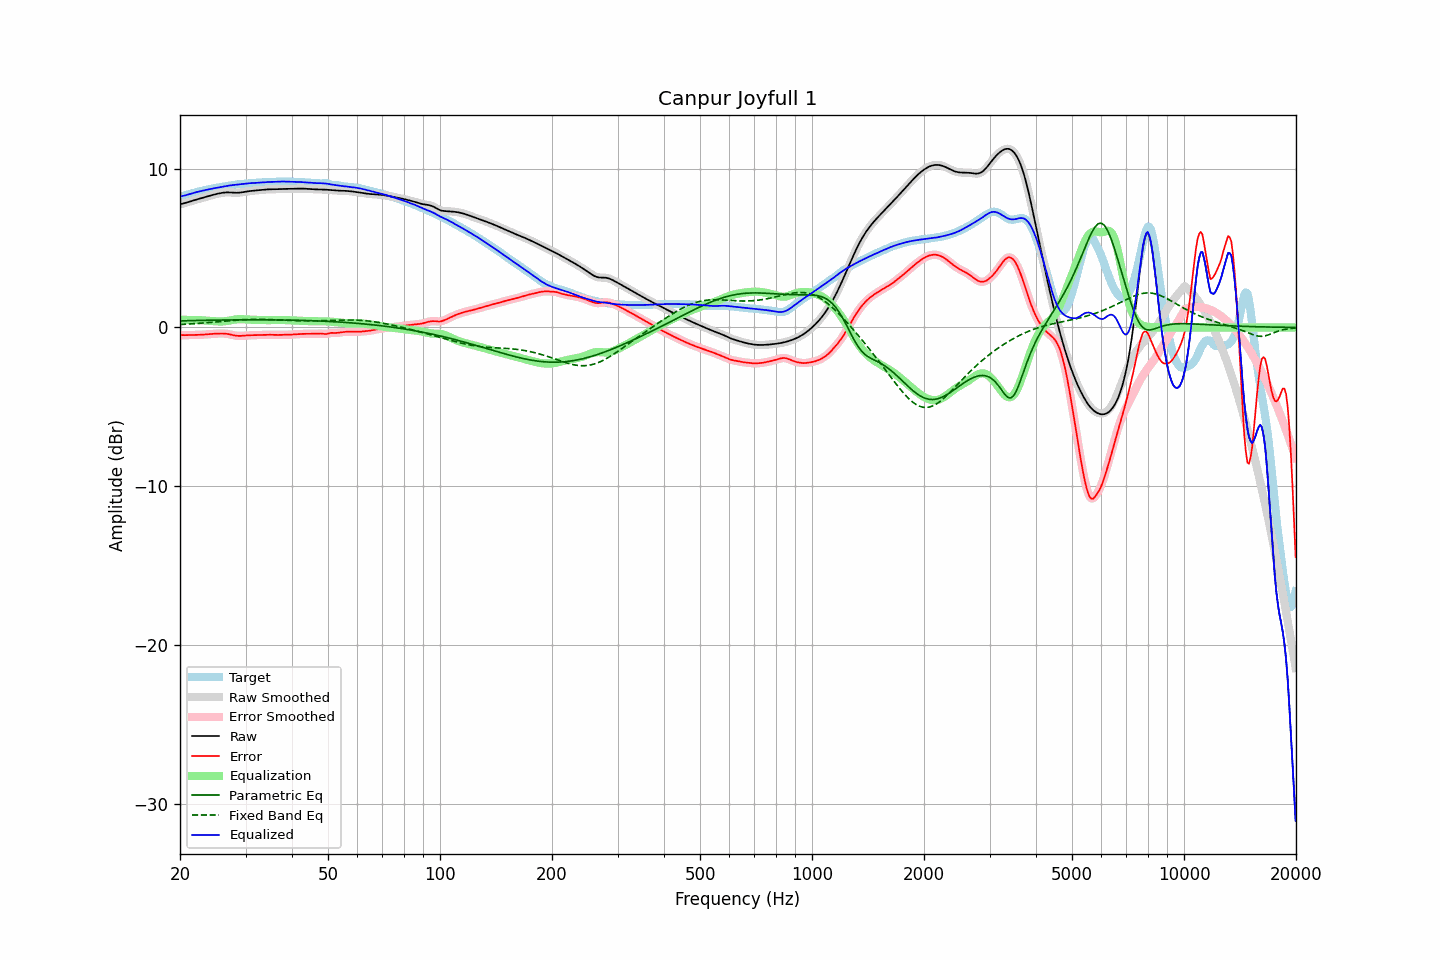 Canpur Joyfull 1
Amplitude (dBr)
10
0
−10
−20
−30
Target
Raw Smoothed
Error Smoothed
Raw
Error
Equalization
Parametric Eq
Fixed Band Eq
Equalized
20 50 100 200 500 1000 2000 5000 10000 20000
Frequency (Hz)